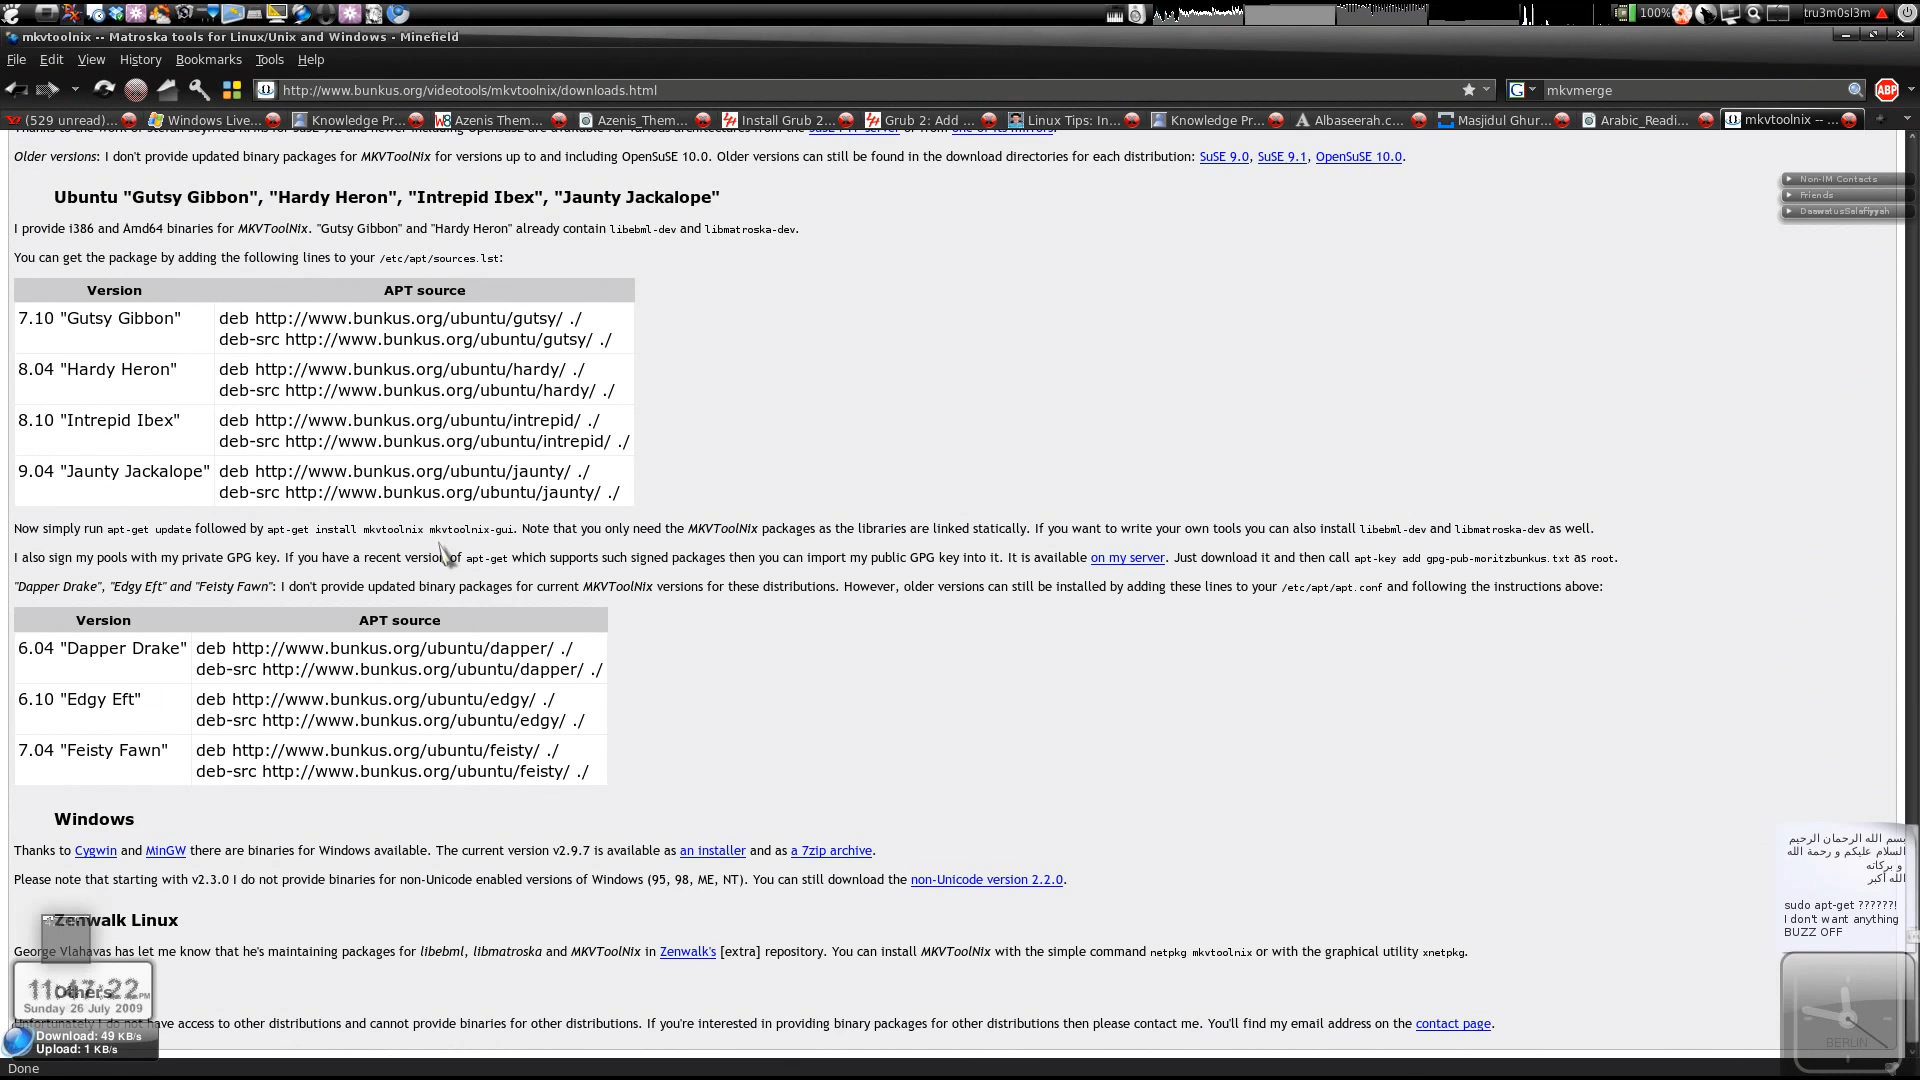 100%
tru3m0sl3m
mkvtoolnix -- Matroska tools for Linux/Unix and Windows - Minefield
File Edit View History Bookmarks Tools Help
http://www.bunkus.org/videotools/mkvtoolnix/downloads.html
mkvmerge
ABP
(529 unread)...
Windows Live...
Knowledge Pr...
Azenis Them...
Azenis_Them...
Install Grub 2...
Grub 2: Add ...
Linux Tips: In...
Knowledge Pr...
Albaseerah.c...
Masjidul Ghur...
Arabic_Readi...
mkvtoolnix -- ...
Older versions: I don't provide updated binary packages for MKVToolNix for versions up to and including OpenSuSE 10.0. Older versions can still be found in the download directories for each distribution: SuSE 9.0, SuSE 9.1, OpenSuSE 10.0.
Non-IM Contacts
Friends
DaawatusSalafiyyah
Ubuntu "Gutsy Gibbon", "Hardy Heron", "Intrepid Ibex", "Jaunty Jackalope"
I provide i386 and Amd64 binaries for MKVToolNix. "Gutsy Gibbon" and "Hardy Heron" already contain libebml-dev and libmatroska-dev.
You can get the package by adding the following lines to your /etc/apt/sources.lst:
Version APT source
7.10 "Gutsy Gibbon" deb http://www.bunkus.org/ubuntu/gutsy/ ./
deb-src http://www.bunkus.org/ubuntu/gutsy/ ./
8.04 "Hardy Heron" deb http://www.bunkus.org/ubuntu/hardy/ ./
deb-src http://www.bunkus.org/ubuntu/hardy/ ./
8.10 "Intrepid Ibex" deb http://www.bunkus.org/ubuntu/intrepid/ ./
deb-src http://www.bunkus.org/ubuntu/intrepid/ ./
9.04 "Jaunty Jackalope" deb http://www.bunkus.org/ubuntu/jaunty/ ./
deb-src http://www.bunkus.org/ubuntu/jaunty/ ./
Now simply run apt-get update followed by apt-get install mkvtoolnix mkvtoolnix-gui. Note that you only need the MKVToolNix packages as the libraries are linked statically. If you want to write your own tools you can also install libebml-dev and libmatroska-dev as well.
I also sign my pools with my private GPG key. If you have a recent version of apt-get which supports such signed packages then you can import my public GPG key into it. It is available on my server. Just download it and then call apt-key add gpg-pub-moritzbunkus.txt as root.
"Dapper Drake", "Edgy Eft" and "Feisty Fawn": I don't provide updated binary packages for current MKVToolNix versions for these distributions. However, older versions can still be installed by adding these lines to your /etc/apt/apt.conf and following the instructions above:
Version APT source
6.04 "Dapper Drake" deb http://www.bunkus.org/ubuntu/dapper/ ./
deb-src http://www.bunkus.org/ubuntu/dapper/ ./
6.10 "Edgy Eft" deb http://www.bunkus.org/ubuntu/edgy/ ./
deb-src http://www.bunkus.org/ubuntu/edgy/ ./
7.04 "Feisty Fawn" deb http://www.bunkus.org/ubuntu/feisty/ ./
deb-src http://www.bunkus.org/ubuntu/feisty/ ./
Windows
Thanks to Cygwin and MinGW there are binaries for Windows available. The current version v2.9.7 is available as an installer and as a 7zip archive.
Please note that starting with v2.3.0 I do not provide binaries for non-Unicode enabled versions of Windows (95, 98, ME, NT). You can still download the non-Unicode version 2.2.0.
Zenwalk Linux
George Vlahavas has let me know that he's maintaining packages for libebml, libmatroska and MKVToolNix in Zenwalk's [extra] repository. You can install MKVToolNix with the simple command netpkg mkvtoolnix or with the graphical utility xnetpkg.
Others
Unfortunately I do not have access to other distributions and cannot provide binaries for other distributions. If you're interested in providing binary packages for other distributions then please contact me. You'll find my email address on the contact page.
بسم الله الرحمان الرحيم
السلام عليكم و رحمة الله
و بركاته
الله أكبر
sudo apt-get ??????!
I don't want anything
BUZZ OFF
11:47:22 PM
Sunday 26 July 2009
Download: 49 KB/s
Upload: 1 KB/s
BERLIN
Done